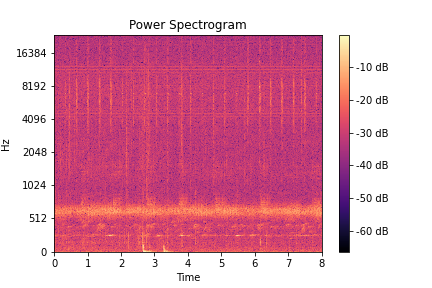 Power Spectrogram
Hz
16384
8192
4096
2048
1024
512
0
0 1 2 3 4 5 6 7 8
Time
-10 dB
-20 dB
-30 dB
-40 dB
-50 dB
-60 dB